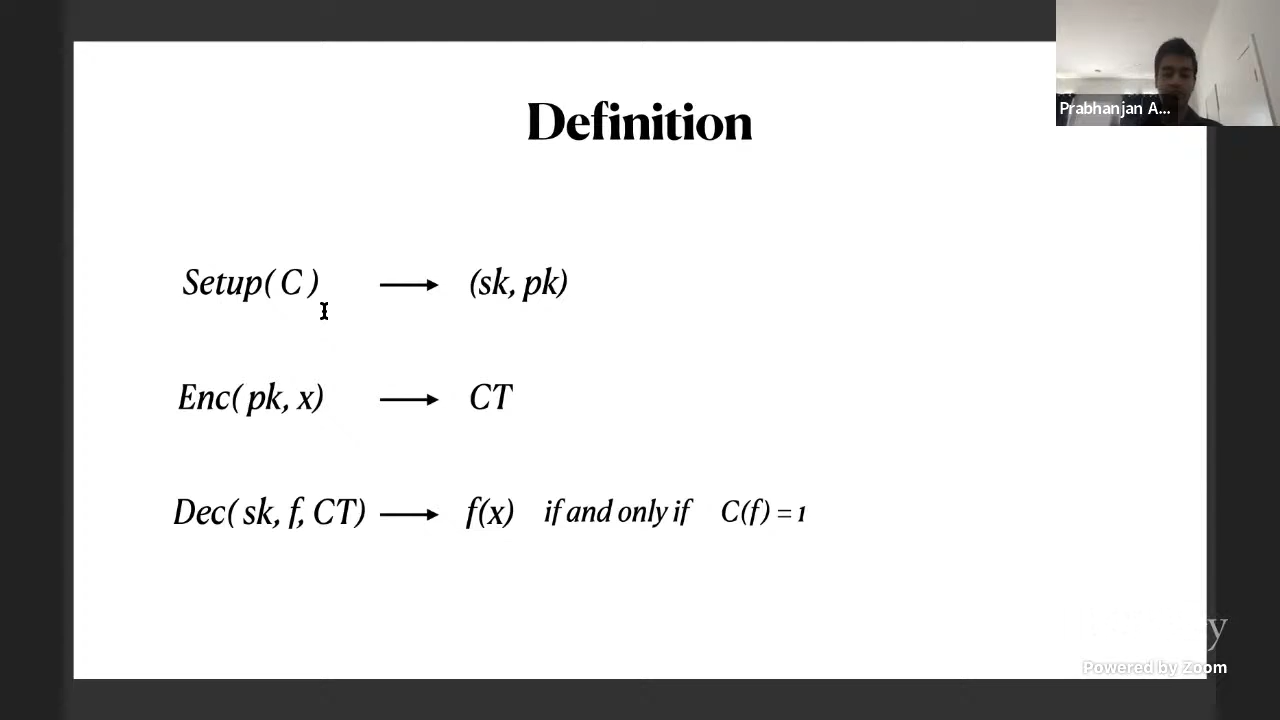 Prabhanjan A...
Definition
Setup( C ) (sk, pk)
Enc( pk, x) CT
Dec( sk, f, CT) f(x) if and only if C(f) = 1
Powered by Zoom